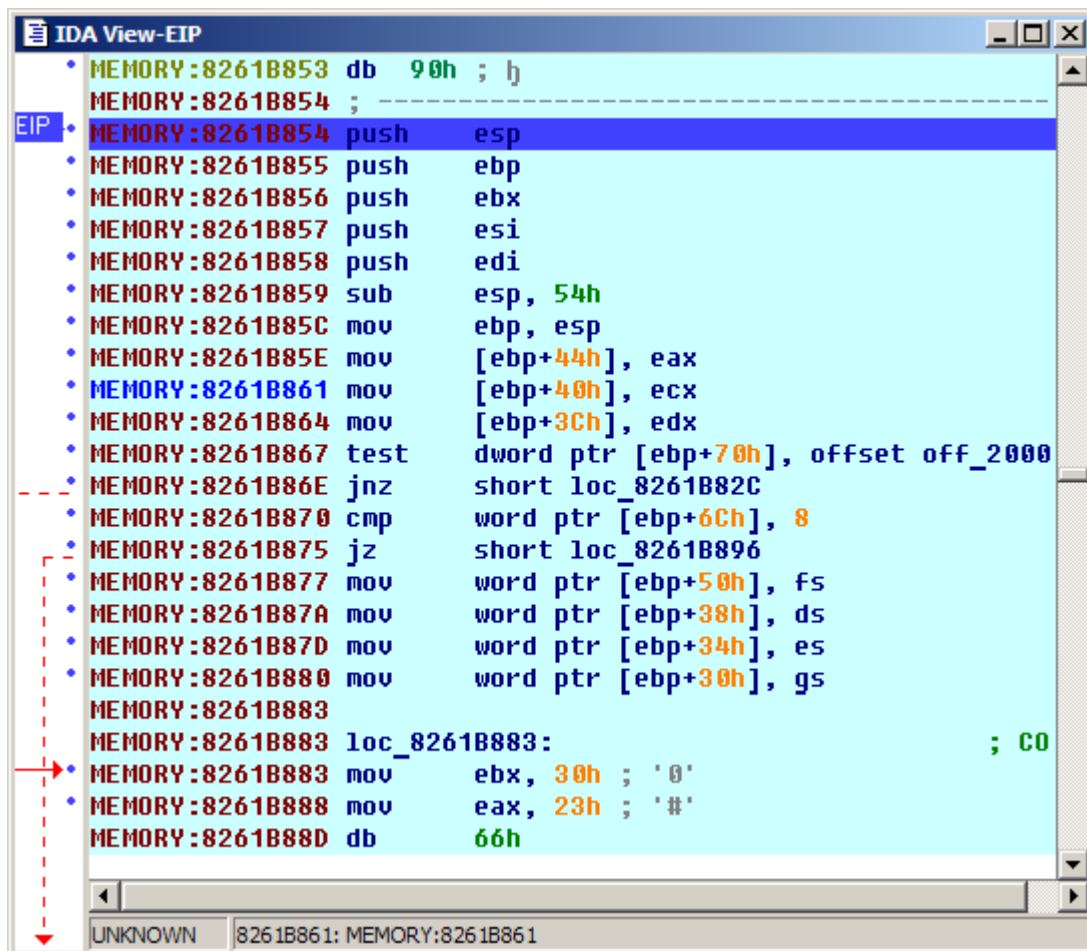 IDA View-EIP
MEMORY:8261B853 db 90h ; ђ
MEMORY:8261B854 ; ------------------------------------------
EIP MEMORY:8261B854 push esp
MEMORY:8261B855 push ebp
MEMORY:8261B856 push ebx
MEMORY:8261B857 push esi
MEMORY:8261B858 push edi
MEMORY:8261B859 sub esp, 54h
MEMORY:8261B85C mov ebp, esp
MEMORY:8261B85E mov [ebp+44h], eax
MEMORY:8261B861 mov [ebp+40h], ecx
MEMORY:8261B864 mov [ebp+3Ch], edx
MEMORY:8261B867 test dword ptr [ebp+70h], offset off_2000
MEMORY:8261B86E jnz short loc_8261B82C
MEMORY:8261B870 cmp word ptr [ebp+6Ch], 8
MEMORY:8261B875 jz short loc_8261B896
MEMORY:8261B877 mov word ptr [ebp+50h], fs
MEMORY:8261B87A mov word ptr [ebp+38h], ds
MEMORY:8261B87D mov word ptr [ebp+34h], es
MEMORY:8261B880 mov word ptr [ebp+30h], gs
MEMORY:8261B883
MEMORY:8261B883 loc_8261B883: ; CO
MEMORY:8261B883 mov ebx, 30h ; '0'
MEMORY:8261B888 mov eax, 23h ; '#'
MEMORY:8261B88D db 66h
UNKNOWN 8261B861: MEMORY:8261B861